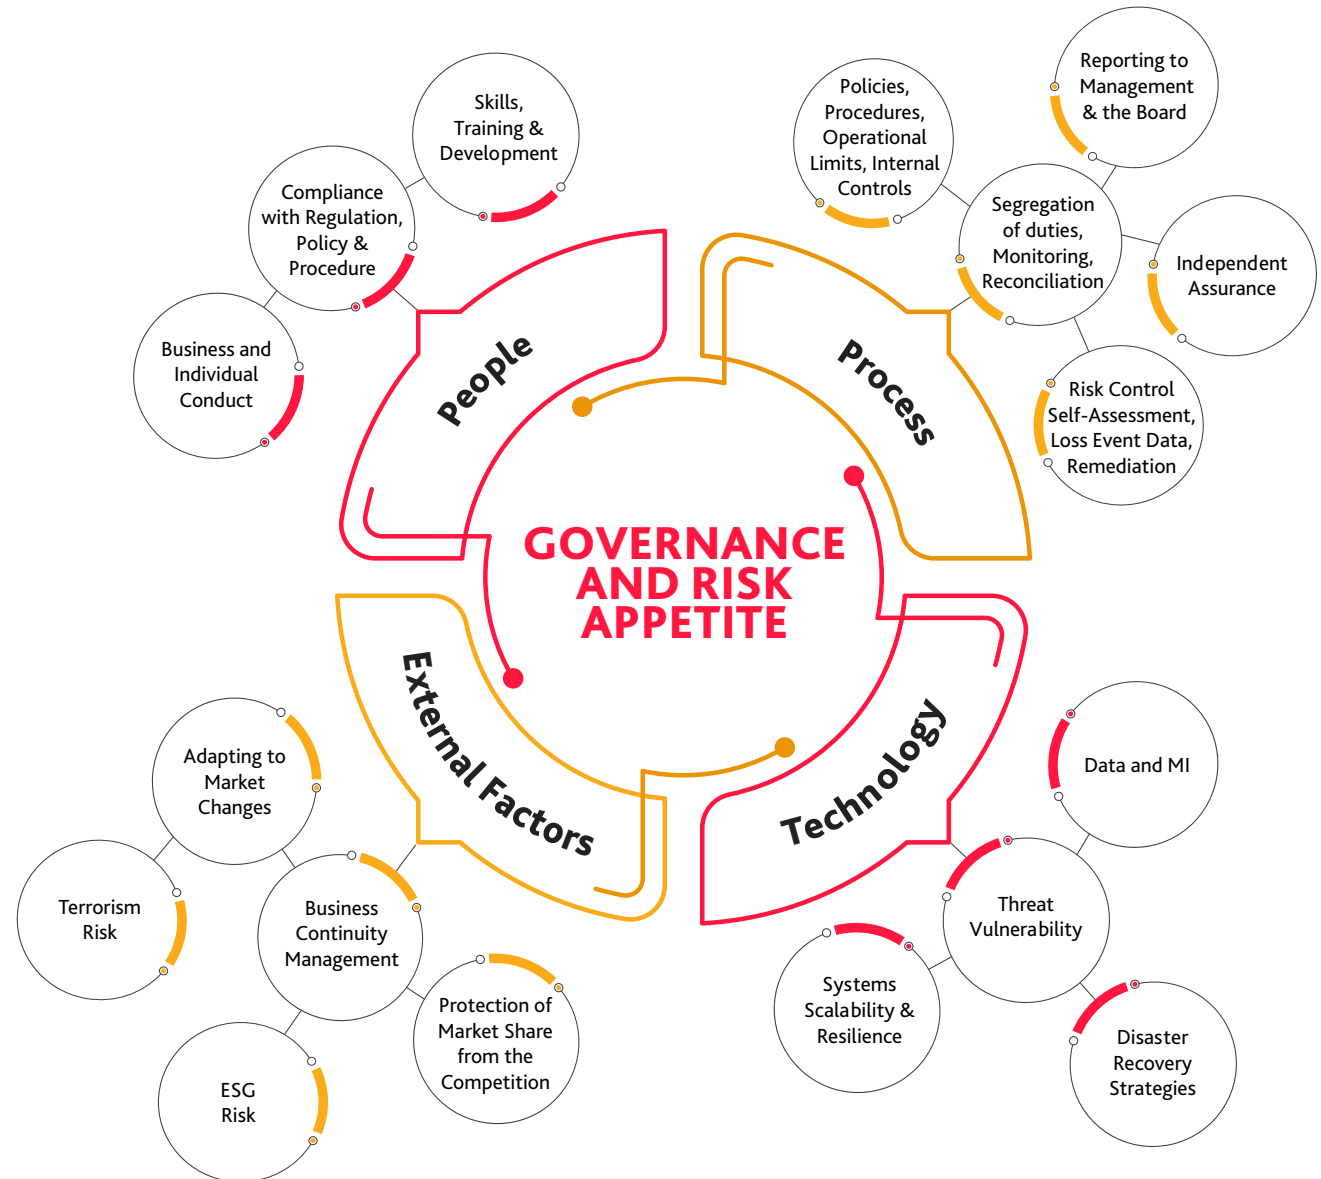 Skills,
Training &
Development
Compliance
with Regulation,
Policy &
Procedure
Business and
Individual
Conduct
People
Policies,
Procedures,
Operational
Limits, Internal
Controls
Reporting to
Management
& the Board
Segregation
of duties,
Monitoring,
Reconciliation
Independent
Assurance
Risk Control
Self-Assessment,
Loss Event Data,
Remediation
Process
GOVERNANCE
AND RISK
APPETITE
External Factors
Adapting to
Market
Changes
Terrorism
Risk
Business
Continuity
Management
Protection of
Market Share
from the
Competition
ESG
Risk
Technology
Data and MI
Threat
Vulnerability
Systems
Scalability &
Resilience
Disaster
Recovery
Strategies